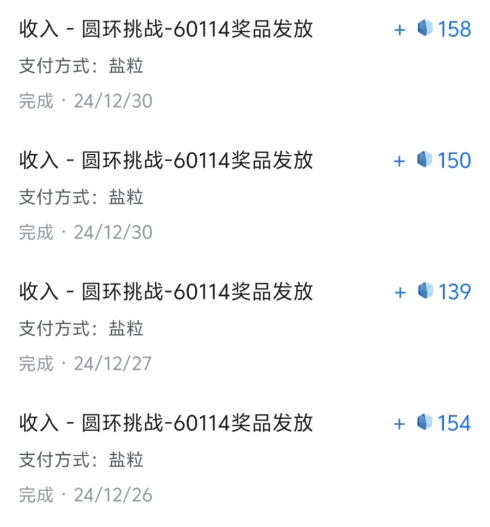 收入 - 圆环挑战-60114奖品发放 + 158
支付方式：盐粒
完成 · 24/12/30
收入 - 圆环挑战-60114奖品发放 + 150
支付方式：盐粒
完成 · 24/12/30
收入 - 圆环挑战-60114奖品发放 + 139
支付方式：盐粒
完成 · 24/12/27
收入 - 圆环挑战-60114奖品发放 + 154
支付方式：盐粒
完成 · 24/12/26